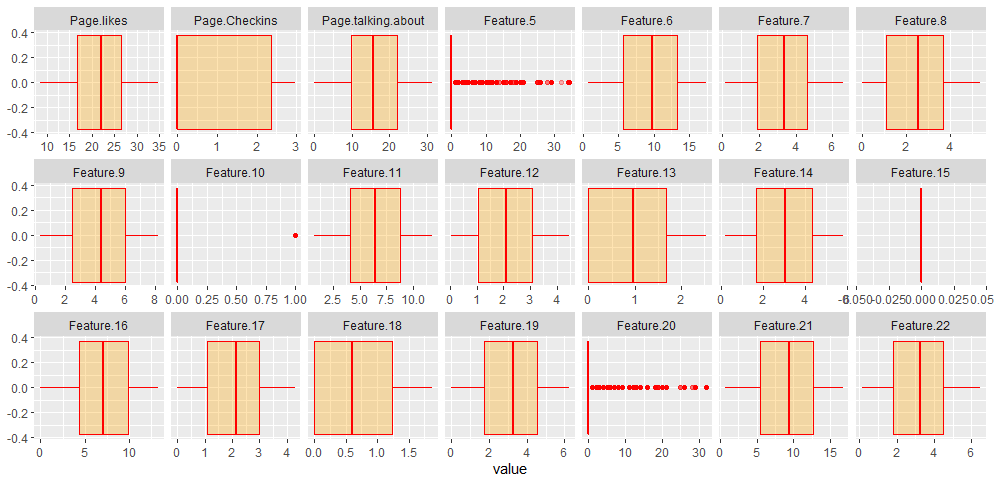 Page.likes Page.Checkins Page.talking.about Feature.5 Feature.6 Feature.7 Feature.8
0.4
0.2
0.0
-0.2
-0.4
10 15 20 25 30 35 0 1 2 3 0 10 20 30 0 10 20 30 0 5 10 15 0 2 4 6 0 2 4
Feature.9 Feature.10 Feature.11 Feature.12 Feature.13 Feature.14 Feature.15
0.4
0.2
0.0
-0.2
-0.4
0 2 4 6 8 0.00 0.25 0.50 0.75 1.00 2.5 5.0 7.5 10.0 0 1 2 3 4 0 1 2 0 2 4 -0.025 0.000 0.025 0.05
Feature.16 Feature.17 Feature.18 Feature.19 Feature.20 Feature.21 Feature.22
0.4
0.2
0.0
-0.2
-0.4
0 5 10 0 1 2 3 4 0.0 0.5 1.0 1.5 0 2 4 6 0 10 20 30 0 5 10 15 0 2 4 6
value